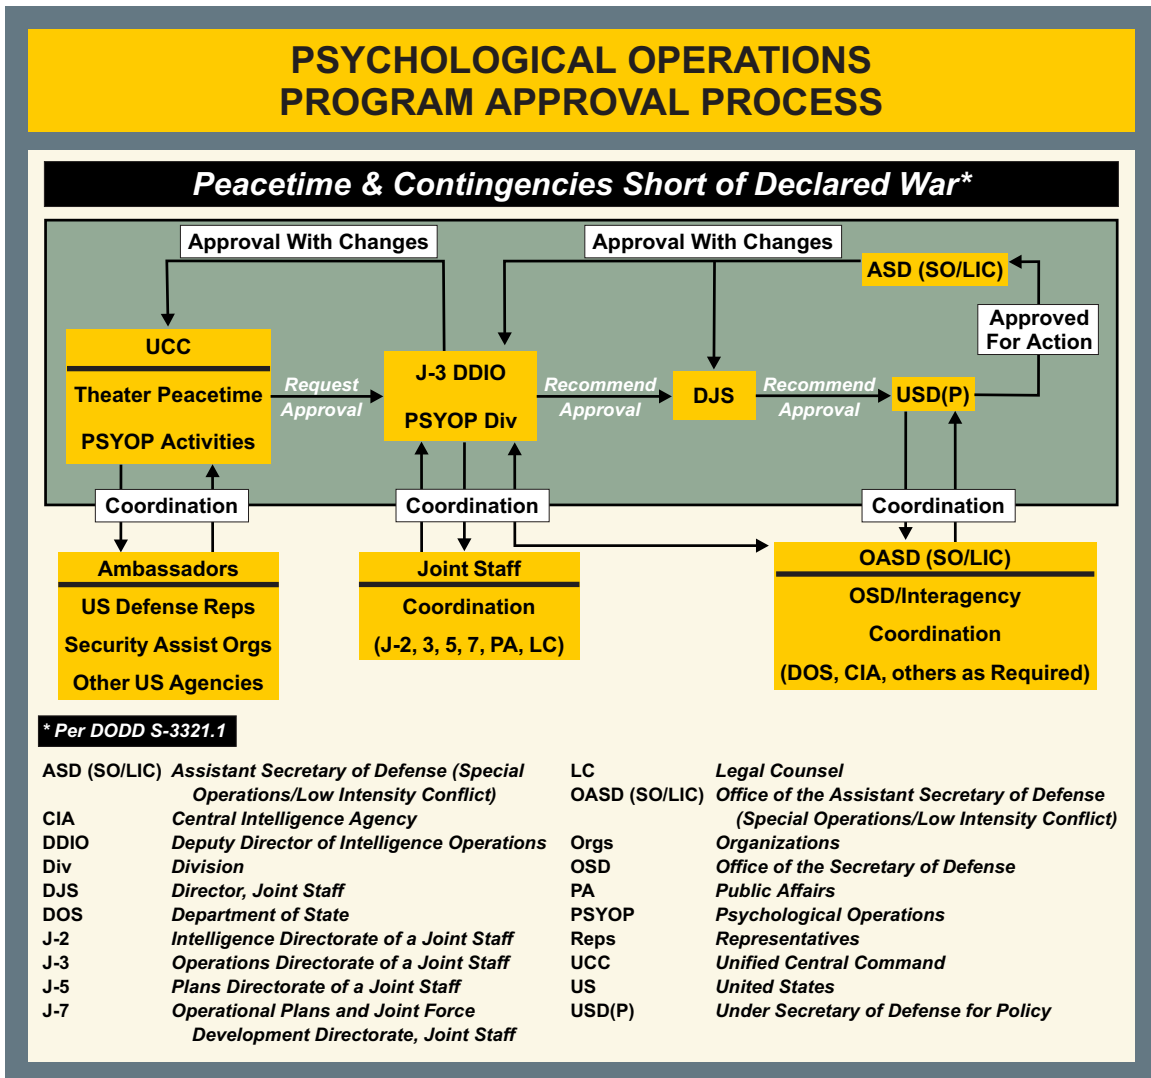 PSYCHOLOGICAL OPERATIONS
PROGRAM APPROVAL PROCESS
Peacetime & Contingencies Short of Declared War*
Approval With Changes
Approval With Changes
ASD (SO/LIC)
Approved
For Action
UCC
Theater Peacetime
PSYOP Activities
Request
Approval
J-3 DDIO
PSYOP Div
Recommend
Approval
DJS
Recommend
Approval
USD(P)
Coordination
Coordination
Coordination
Ambassadors
US Defense Reps
Security Assist Orgs
Other US Agencies
Joint Staff
Coordination
(J-2, 3, 5, 7, PA, LC)
OASD (SO/LIC)
OSD/Interagency
Coordination
(DOS, CIA, others as Required)
* Per DODD S-3321.1
ASD (SO/LIC) Assistant Secretary of Defense (Special
Operations/Low Intensity Conflict)
CIA Central Intelligence Agency
DDIO Deputy Director of Intelligence Operations
Div Division
DJS Director, Joint Staff
DOS Department of State
J-2 Intelligence Directorate of a Joint Staff
J-3 Operations Directorate of a Joint Staff
J-5 Plans Directorate of a Joint Staff
J-7 Operational Plans and Joint Force
Development Directorate, Joint Staff
LC Legal Counsel
OASD (SO/LIC) Office of the Assistant Secretary of Defense
(Special Operations/Low Intensity Conflict)
Orgs Organizations
OSD Office of the Secretary of Defense
PA Public Affairs
PSYOP Psychological Operations
Reps Representatives
UCC Unified Central Command
US United States
USD(P) Under Secretary of Defense for Policy